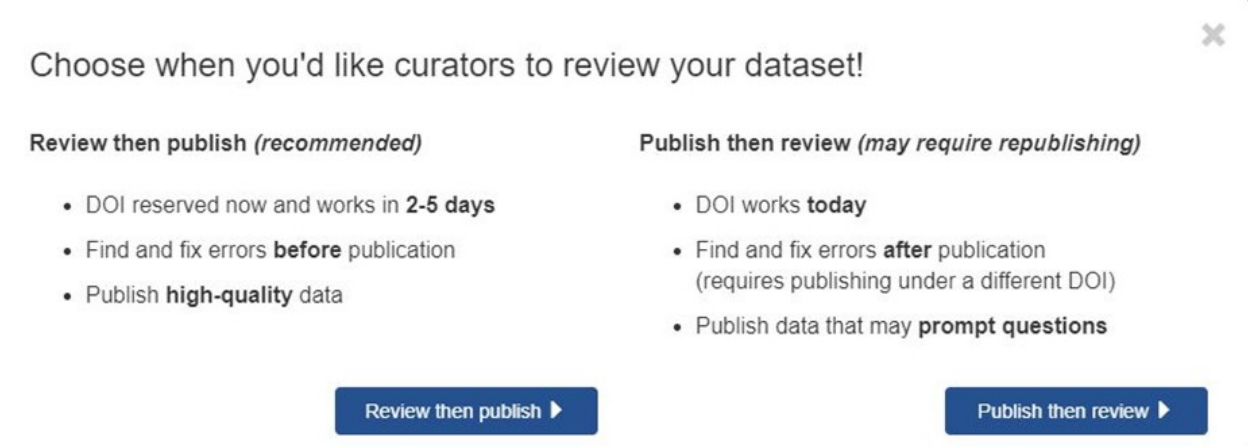 Choose when you'd like curators to review your dataset!
Review then publish (recommended)
• DOI reserved now and works in 2-5 days
• Find and fix errors before publication
• Publish high-quality data
Review then publish
Publish then review (may require republishing)
• DOI works today
• Find and fix errors after publication
(requires publishing under a different DOI)
• Publish data that may prompt questions
Publish then review